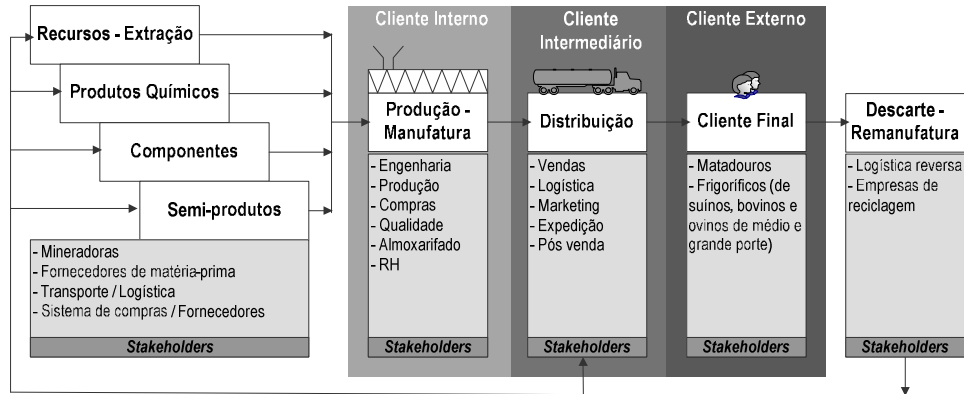 Recursos - Extração
Produtos Químicos
Componentes
Semi-produtos
- Mineradoras
- Fornecedores de matéria-prima
- Transporte / Logística
- Sistema de compras / Fornecedores
Stakeholders
Cliente Interno
Produção -
Manufatura
- Engenharia
- Produção
- Compras
- Qualidade
- Almoxarifado
- RH
Stakeholders
Cliente
Intermediário
Distribuição
- Vendas
- Logística
- Marketing
- Expedição
- Pós venda
Stakeholders
Cliente Externo
Cliente Final
- Matadouros
- Frigoríficos (de
suínos, bovinos e
ovinos de médio e
grande porte)
Stakeholders
Descarte -
Remanufatura
- Logística reversa
- Empresas de
reciclagem
Stakeholders